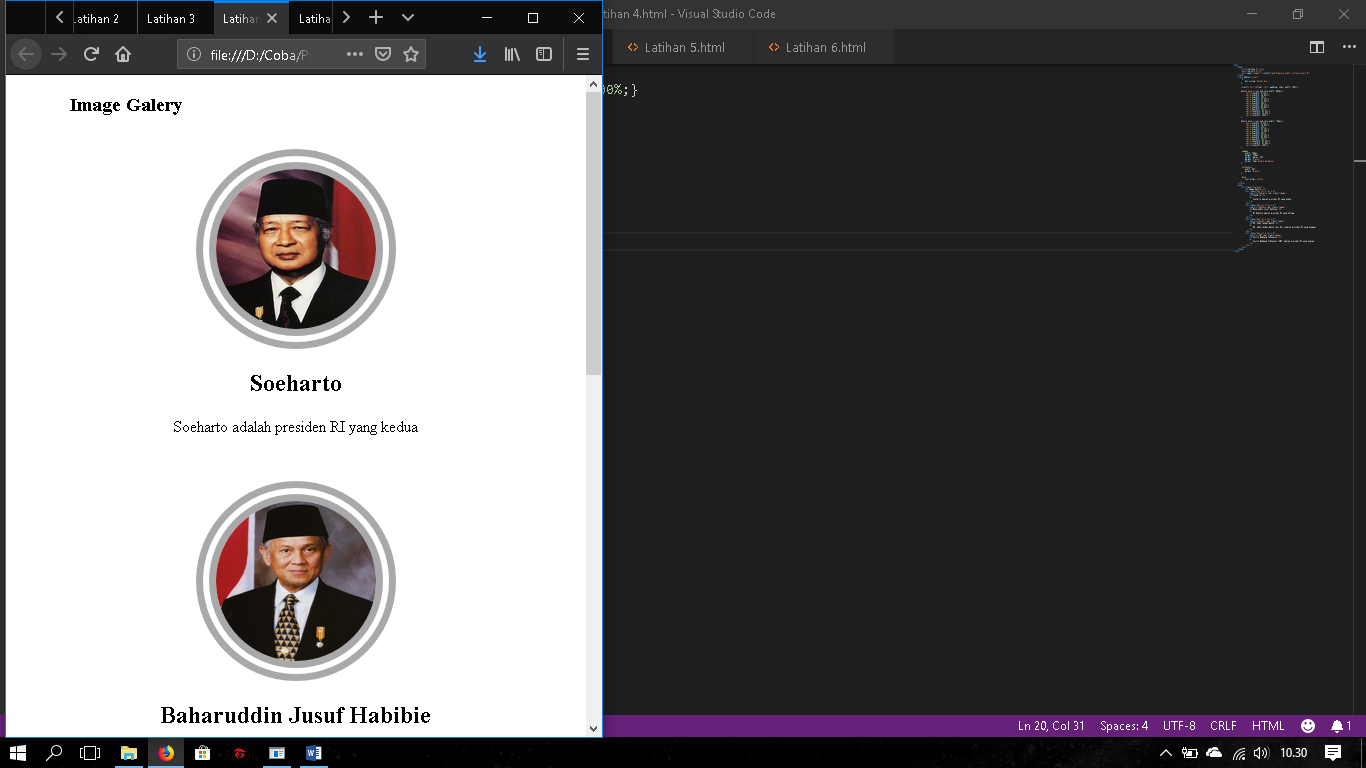 atihan 2
Latihan 3
Latihan
Latiha
file:///D:/Coba/P
Image Galery
Soeharto
Soeharto adalah presiden RI yang kedua
Baharuddin Jusuf Habibie
tihan 4.html - Visual Studio Code
Latihan 5.html
Latihan 6.html
00%;}
Ln 20, Col 31
Spaces: 4
UTF-8
CRLF
HTML
1
10.30